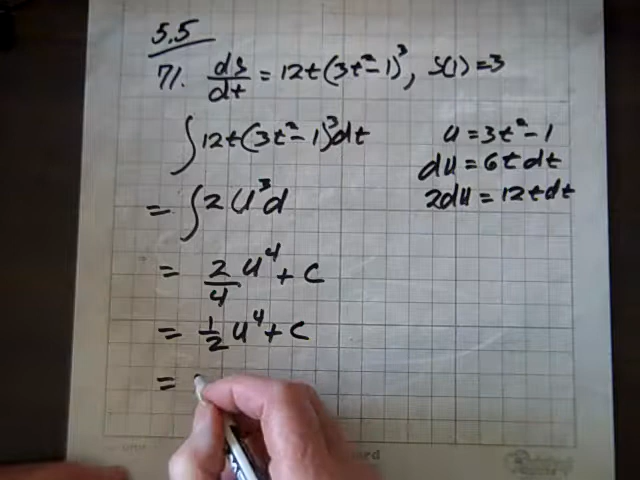 5.5
71. ds/dt = 12t(3t²-1)³, s(1)=3
∫12t(3t²-1)³dt
u = 3t²-1
du = 6t dt
2du = 12t dt
= ∫2u³d
= 2/4 u⁴ + c
= 1/2 u⁴ + c
=